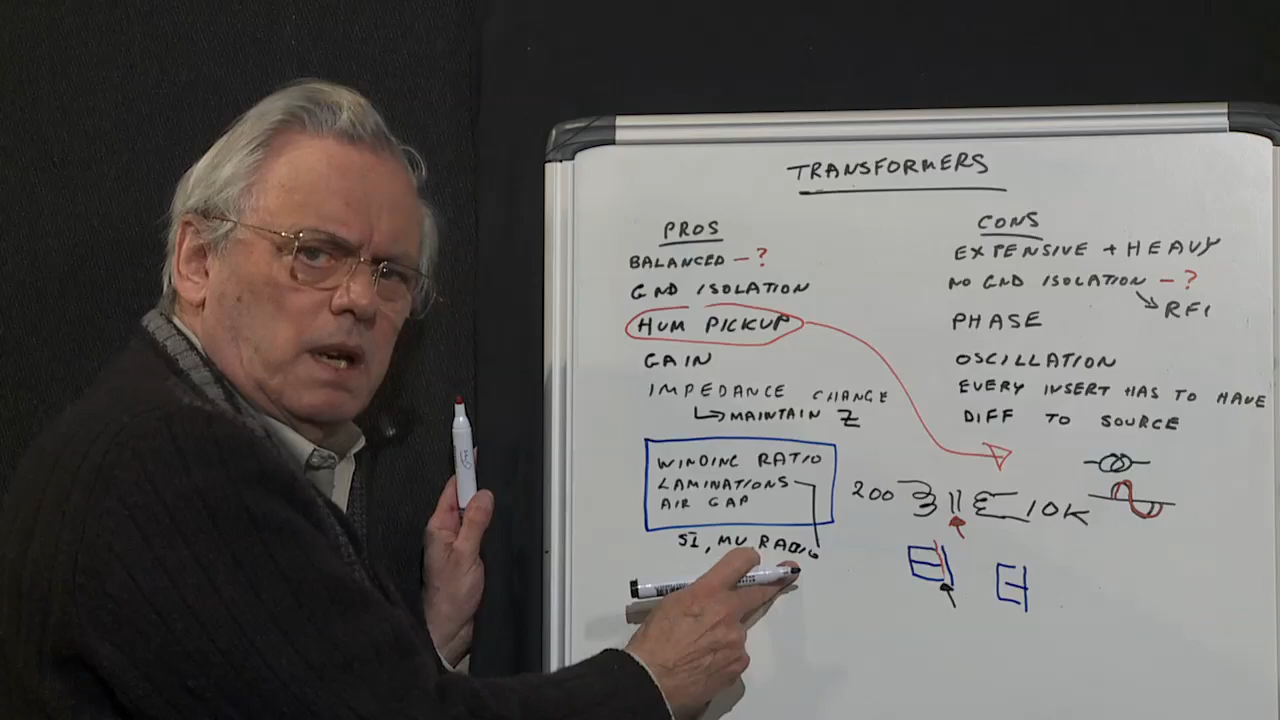 TRANSFORMERS
PROS
BALANCED - ?
GND ISOLATION
HUM PICKUP
GAIN
IMPEDANCE CHANGE
MAINTAIN Z
WINDING RATIO
LAMINATIONS
AIR GAP
SI, MU RADIO
CONS
EXPENSIVE + HEAVY
NO GND ISOLATION - ?
RFI
PHASE
OSCILLATION
EVERY INSERT HAS TO HAVE
DIFF TO SOURCE
200 10K